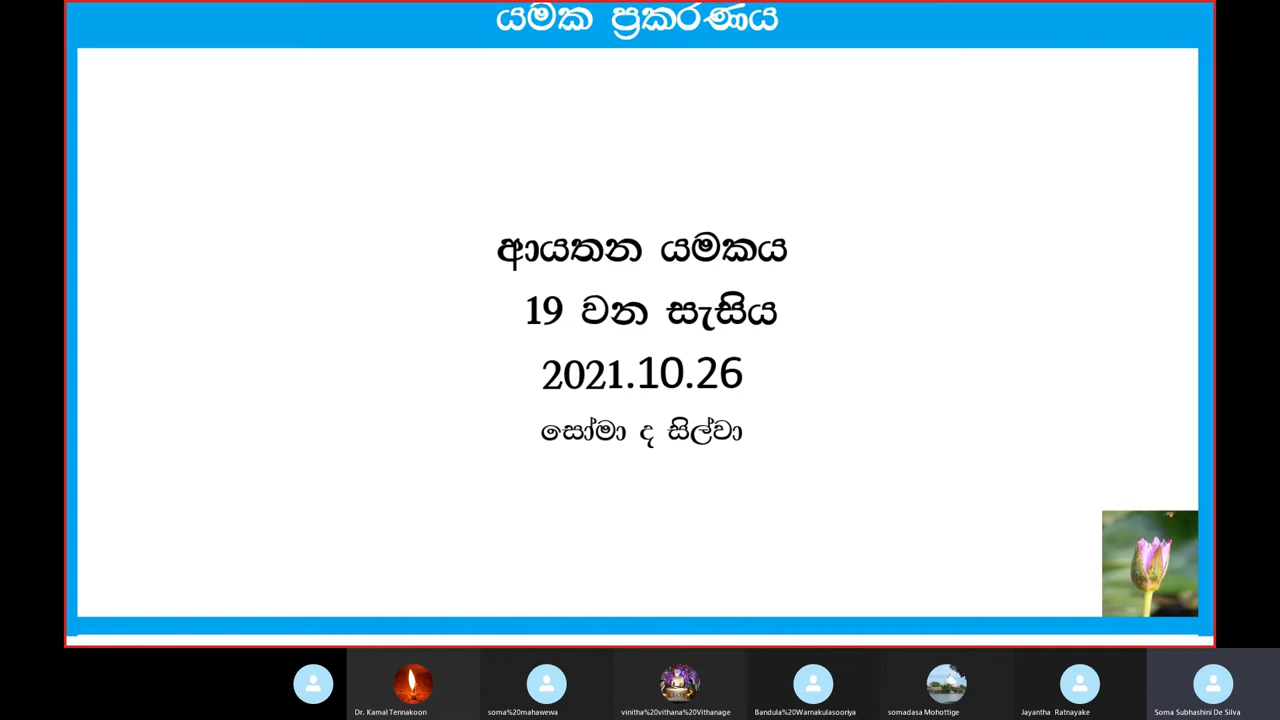 යමක ප්‍රකරණය
ආයතන යමකය
19 වන සැසිය
2021.10.26
සෝමා ද සිල්වා
Dr. Kamal Tennakoon
soma%20mahawewa
vinitha%20vithana%20Vithanage
Bandula%20Warnakulasooriya
somadasa Mohottige
Jayantha Ratnayake
Soma Subhashini De Silva